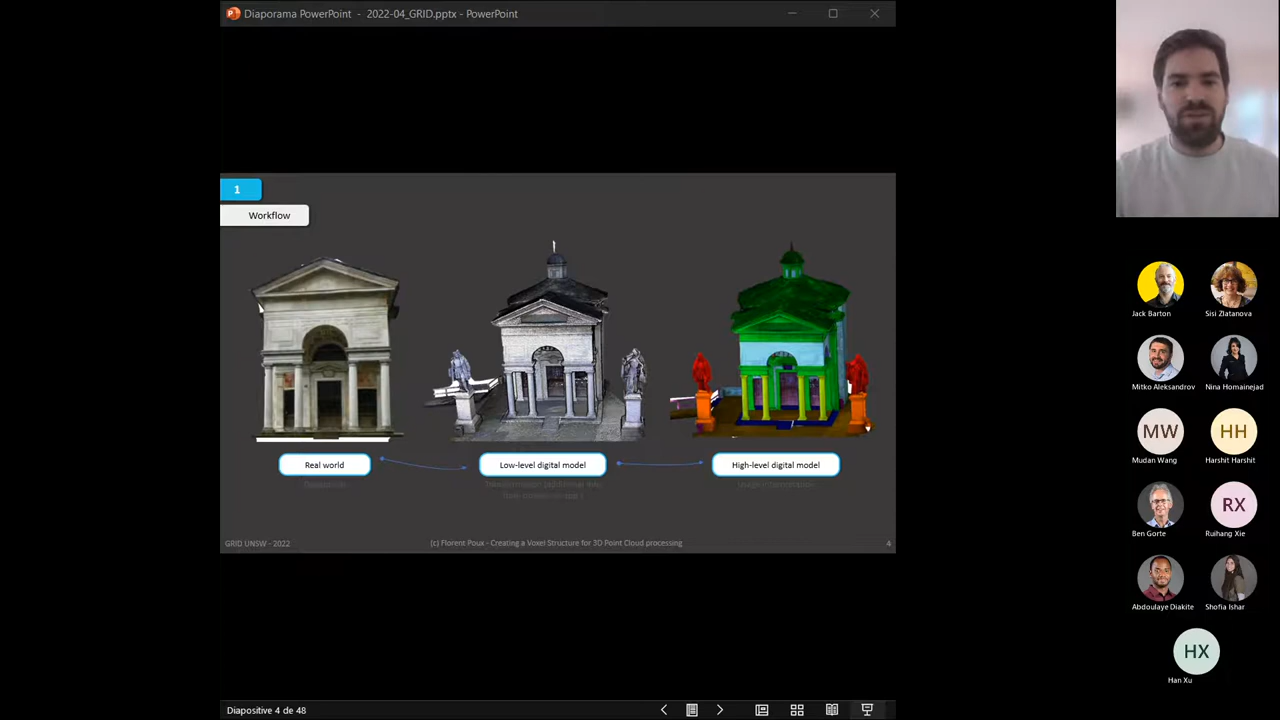 Diaporama PowerPoint - 2022-04_GRID.pptx - PowerPoint
1
Workflow
Real world
Low-level digital model
High-level digital model
GRID UNSW - 2022
(c) Florent Poux - Creating a Voxel Structure for 3D Point Cloud processing
4
Diapositive 4 de 48
Jack Barton
Sisi Zlatanova
Mitko Aleksandrov
Nina Homainejad
MW
HH
Mudan Wang
Harshit Harshit
RX
Ben Gorte
Ruihang Xie
Abdoulaye Diakite
Shofia Ishar
HX
Han Xu